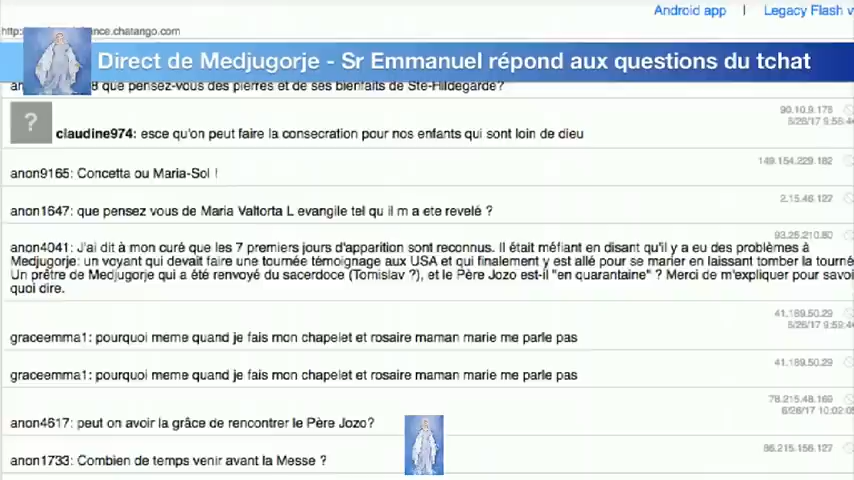 Android app | Legacy Flash v
nce.chatango.com
Direct de Medjugorje - Sr Emmanuel répond aux questions du tchat
8 que pensez-vous des pierres et de ses bienfaits de Ste-Hildegarde?
90.10.9.176
claudine974: esce qu'on peut faire la consecration pour nos enfants qui sont loin de dieu
149.154.229.182
anon9165: Concetta ou Maria-Sol !
2.15.46.127
anon1647: que pensez vous de Maria Valtorta L evangile tel qu il m a ete revelé ?
93.25.210.80
anon4041: J'ai dit à mon curé que les 7 premiers jours d'apparition sont reconnus. Il était méfiant en disant qu'il y a eu des problèmes à
Medjugorje: un voyant qui devait faire une tournée témoignage aux USA et qui finalement y est allé pour se marier en laissant tomber la tourné
Un prêtre de Medjugorje qui a été renvoyé du sacerdoce (Tomislav ?), et le Père Jozo est-il "en quarantaine" ? Merci de m'expliquer pour savoi
quoi dire.
41.189.50.29
graceemma1: pourquoi meme quand je fais mon chapelet et rosaire maman marie me parle pas
41.189.50.29
graceemma1: pourquoi meme quand je fais mon chapelet et rosaire maman marie me parle pas
78.215.48.169
6/26/17 10:02:0
anon4617: peut on avoir la grâce de rencontrer le Père Jozo?
86.215.156.127
anon1733: Combien de temps venir avant la Messe ?